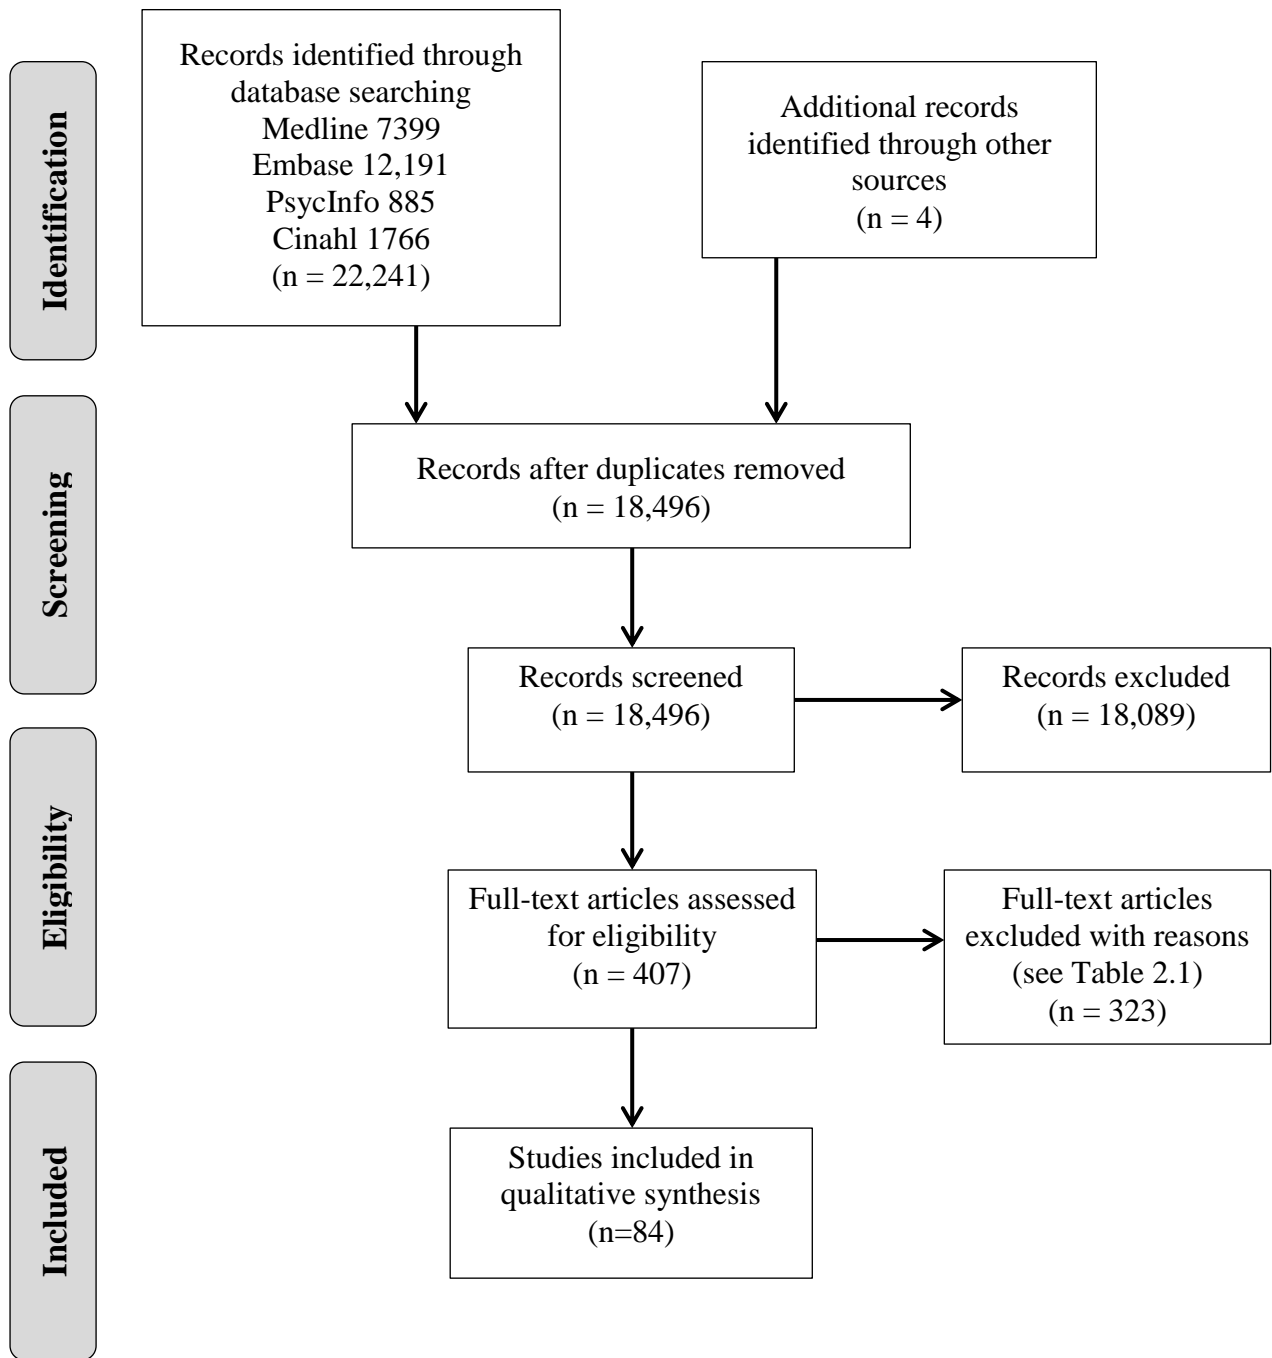 Identification
Records identified through
database searching
Medline 7399
Embase 12,191
PsycInfo 885
Cinahl 1766
(n = 22,241)
Additional records
identified through other
sources
(n = 4)
Screening
Records after duplicates removed
(n = 18,496)
Records screened
(n = 18,496)
Records excluded
(n = 18,089)
Eligibility
Full-text articles assessed
for eligibility
(n = 407)
Full-text articles
excluded with reasons
(see Table 2.1)
(n = 323)
Included
Studies included in
qualitative synthesis
(n=84)